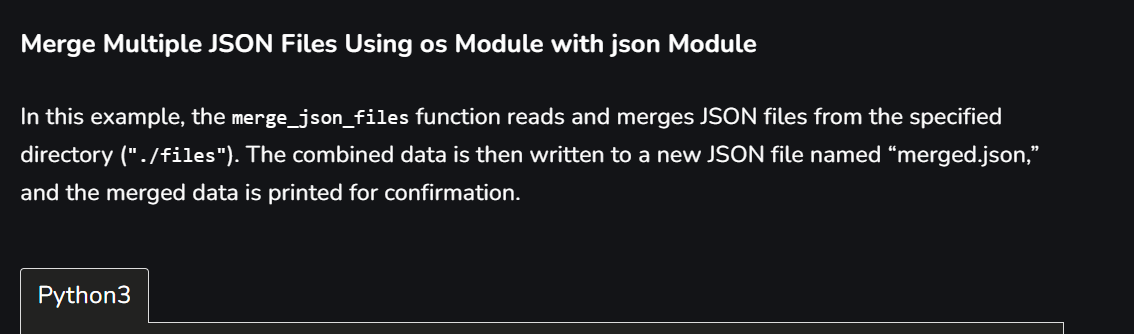 Merge Multiple JSON Files Using os Module with json Module
In this example, the merge_json_files function reads and merges JSON files from the specified
directory ("./files"). The combined data is then written to a new JSON file named “merged.json,”
and the merged data is printed for confirmation.
Python3